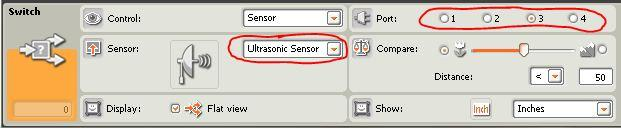 Switch
Control: Sensor
Port: 1 2 3 4
Sensor: Ultrasonic Sensor
Compare:
Distance: < 50
0
Display: Flat view
Show: Inch Inches